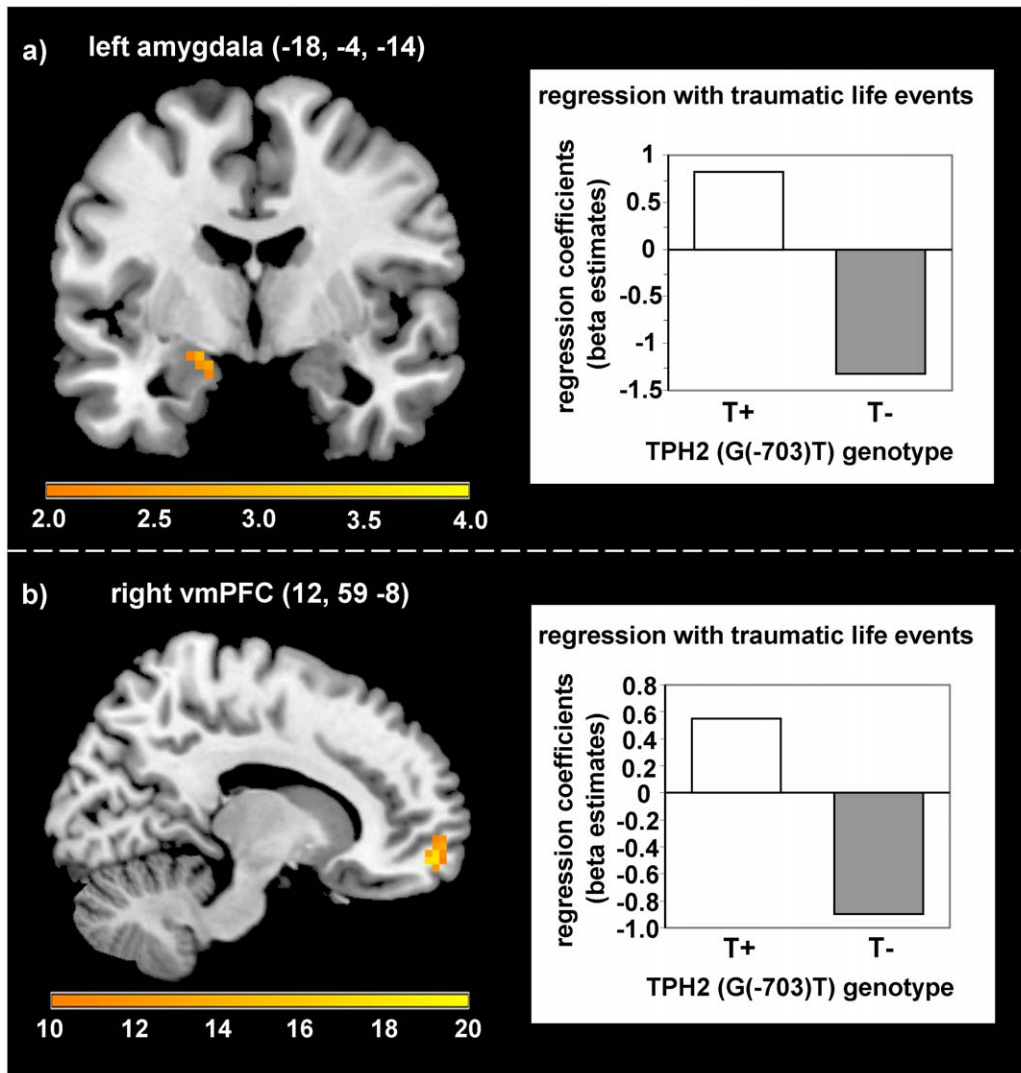 a) left amygdala (-18, -4, -14)
regression with traumatic life events
regression coefficients
(beta estimates)
1
0.5
0
-0.5
-1
-1.5
T+ T-
TPH2 (G(-703)T) genotype
2.0 2.5 3.0 3.5 4.0
b) right vmPFC (12, 59 -8)
regression with traumatic life events
regression coefficients
(beta estimates)
0.8
0.6
0.4
0.2
0
-0.2
-0.4
-0.6
-0.8
-1.0
T+ T-
TPH2 (G(-703)T) genotype
10 12 14 16 18 20